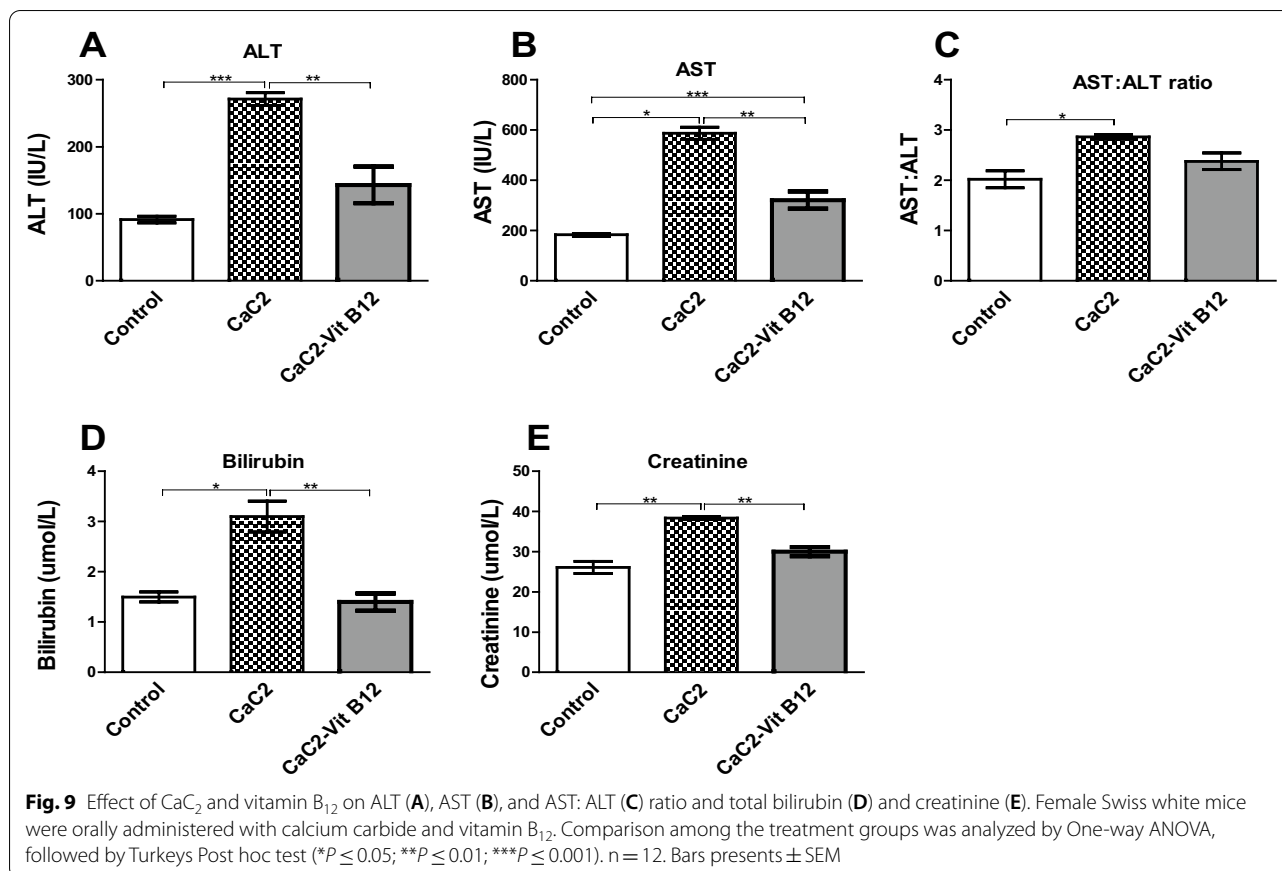 A
ALT
ALT (IU/L)
300
200
100
0
***
**
Control
CaC2
CaC2-Vit B12
B
AST
AST (IU/L)
800
600
400
200
0
***
*
**
Control
CaC2
CaC2-Vit B12
C
AST:ALT ratio
AST:ALT
4
3
2
1
0
*
Control
CaC2
CaC2-Vit B12
D
Bilirubin
Bilirubin (umol/L)
4
3
2
1
0
*
**
Control
CaC2
CaC2-Vit B12
E
Creatinine
Creatinine (umol/L)
50
40
30
20
10
0
**
**
Control
CaC2
CaC2-Vit B12
Fig. 9 Effect of CaC₂ and vitamin B₁₂ on ALT (A), AST (B), and AST: ALT (C) ratio and total bilirubin (D) and creatinine (E). Female Swiss white mice
were orally administered with calcium carbide and vitamin B₁₂. Comparison among the treatment groups was analyzed by One-way ANOVA,
followed by Turkeys Post hoc test (*P ≤ 0.05; **P ≤ 0.01; ***P ≤ 0.001). n = 12. Bars presents ± SEM